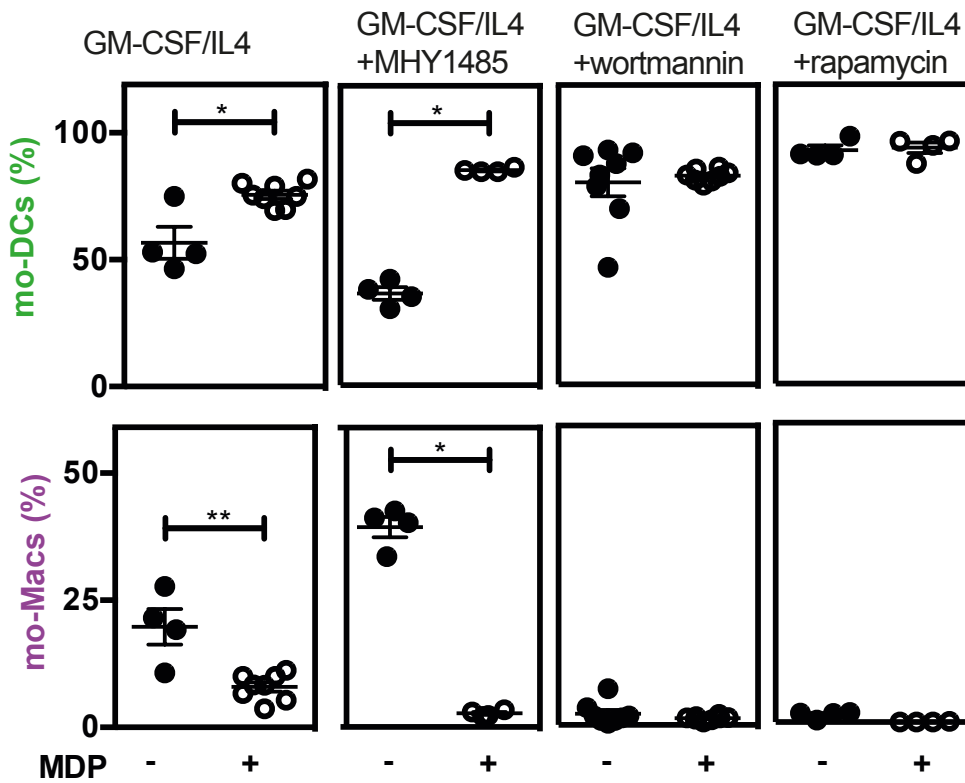 GM-CSF/IL4
GM-CSF/IL4
+MHY1485
GM-CSF/IL4
+wortmannin
GM-CSF/IL4
+rapamycin
mo-DCs (%)
100
50
0
*
*
mo-Macs (%)
50
25
0
**
*
MDP - + - + - + - +